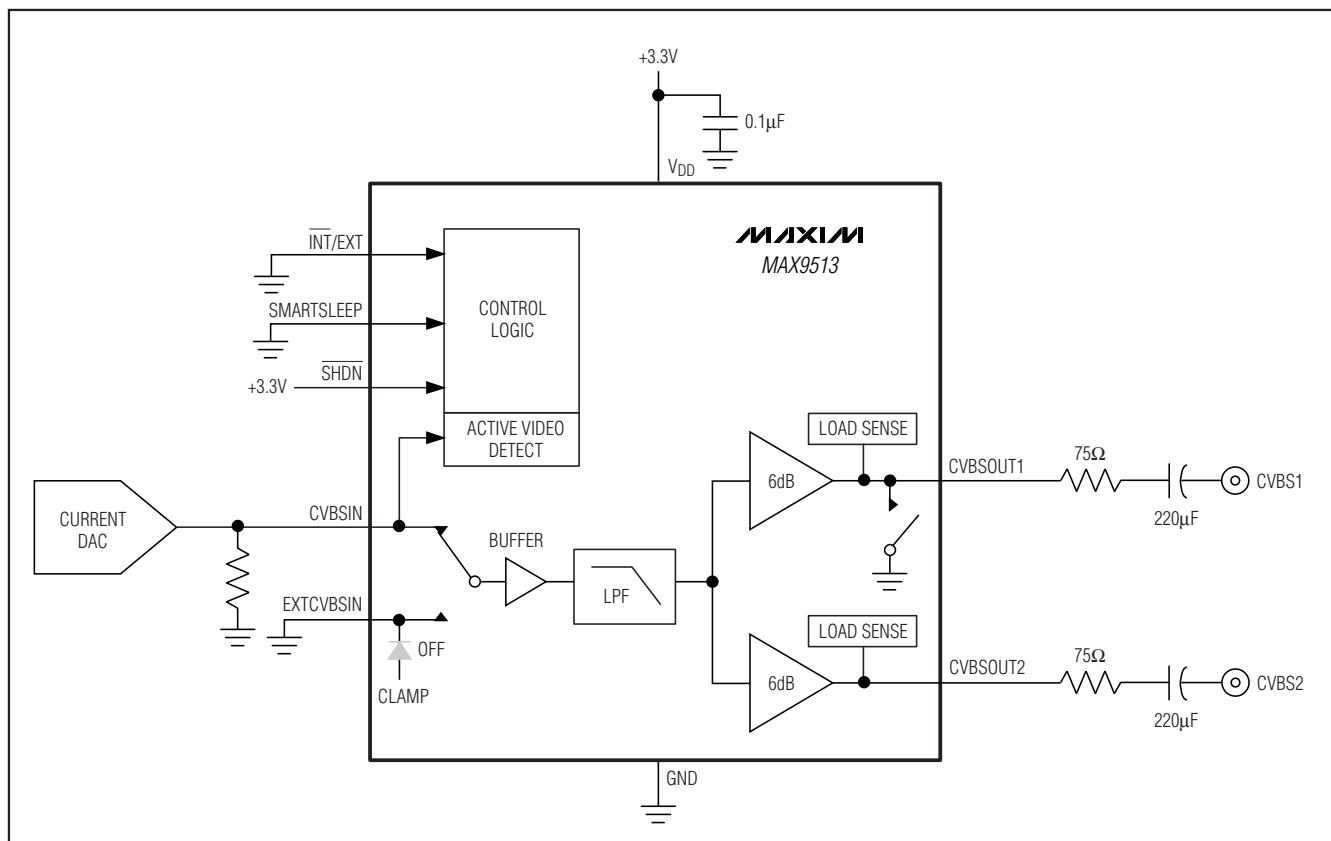 +3.3V
0.1µF
VDD
MAXIM
MAX9513
INT/EXT
SMARTSLEEP
SHDN
+3.3V
CONTROL
LOGIC
ACTIVE VIDEO
DETECT
LOAD SENSE
CVBSOUT1
75Ω
CVBS1
220µF
6dB
CURRENT
DAC
CVBSIN
BUFFER
LPF
EXTCVBSIN
OFF
CLAMP
LOAD SENSE
CVBSOUT2
75Ω
CVBS2
220µF
6dB
GND